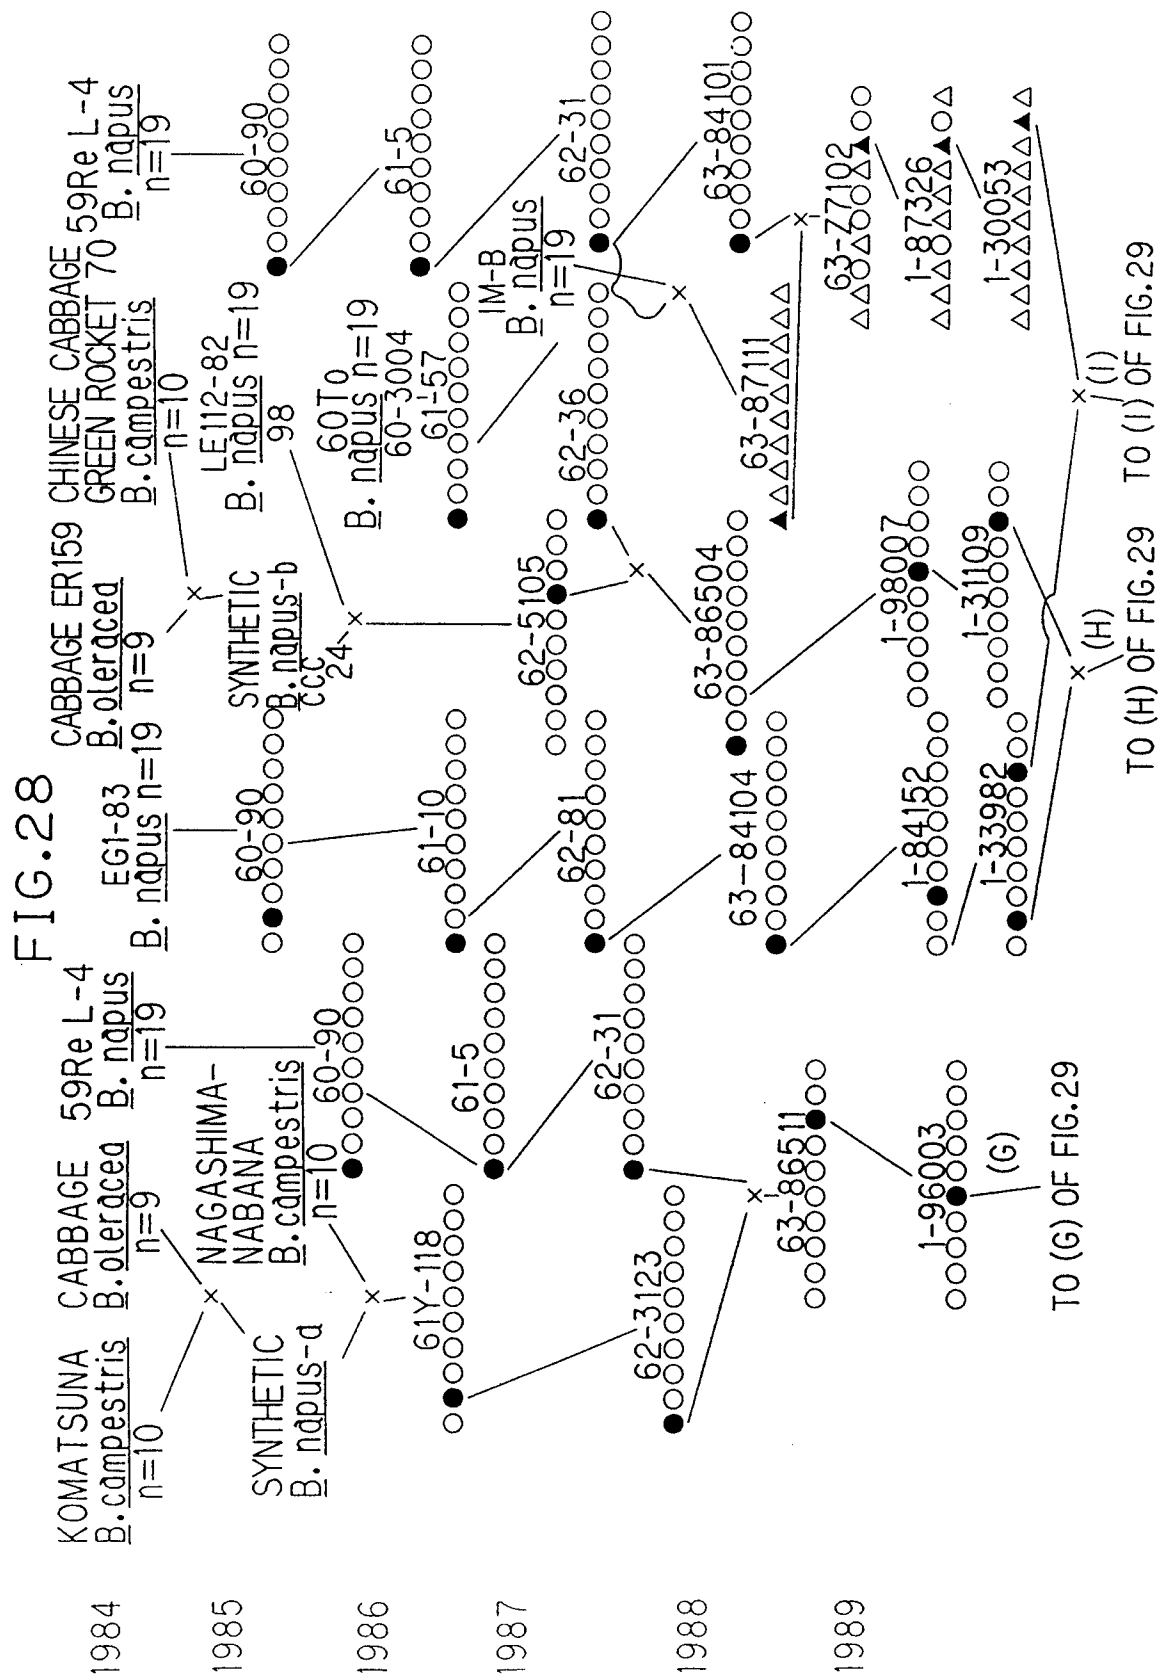 FIG.28
1984
1985
1986
1987
1988
1989
KOMATSUNA
B. campestris
n=10
CABBAGE
B. oleracea
n=9
59Re L-4
B. napus
n=19
EG1-83
B. napus n=19
CABBAGE ER159
B. oleracea
n=9
CHINESE CABBAGE
GREEN ROCKET 70
B. campestris
n=10
59Re L-4
B. napus
n=19
SYNTHETIC
B. napus-d
NAGASHIMA-
NABANA
B. campestris
n=10
60-90
60-90
SYNTHETIC
B. napus-b
CCC
24
LE112-82
B. napus n=19
98
60-90
61Y-118
61-5
61-10
60To
B. napus n=19
60-3004
61-57
61-5
62-3123
62-31
62-81
62-5105
62-36
IM-B
B. napus
n=19
62-31
63-86511
63-84104
63-86504
63-87111
63-84101
1-96003
1-84152
1-98007
63-77102
1-87326
1-33982
1-31109
1-30053
(G)
(H)
(I)
TO (G) OF FIG.29
TO (H) OF FIG.29
TO (I) OF FIG.29